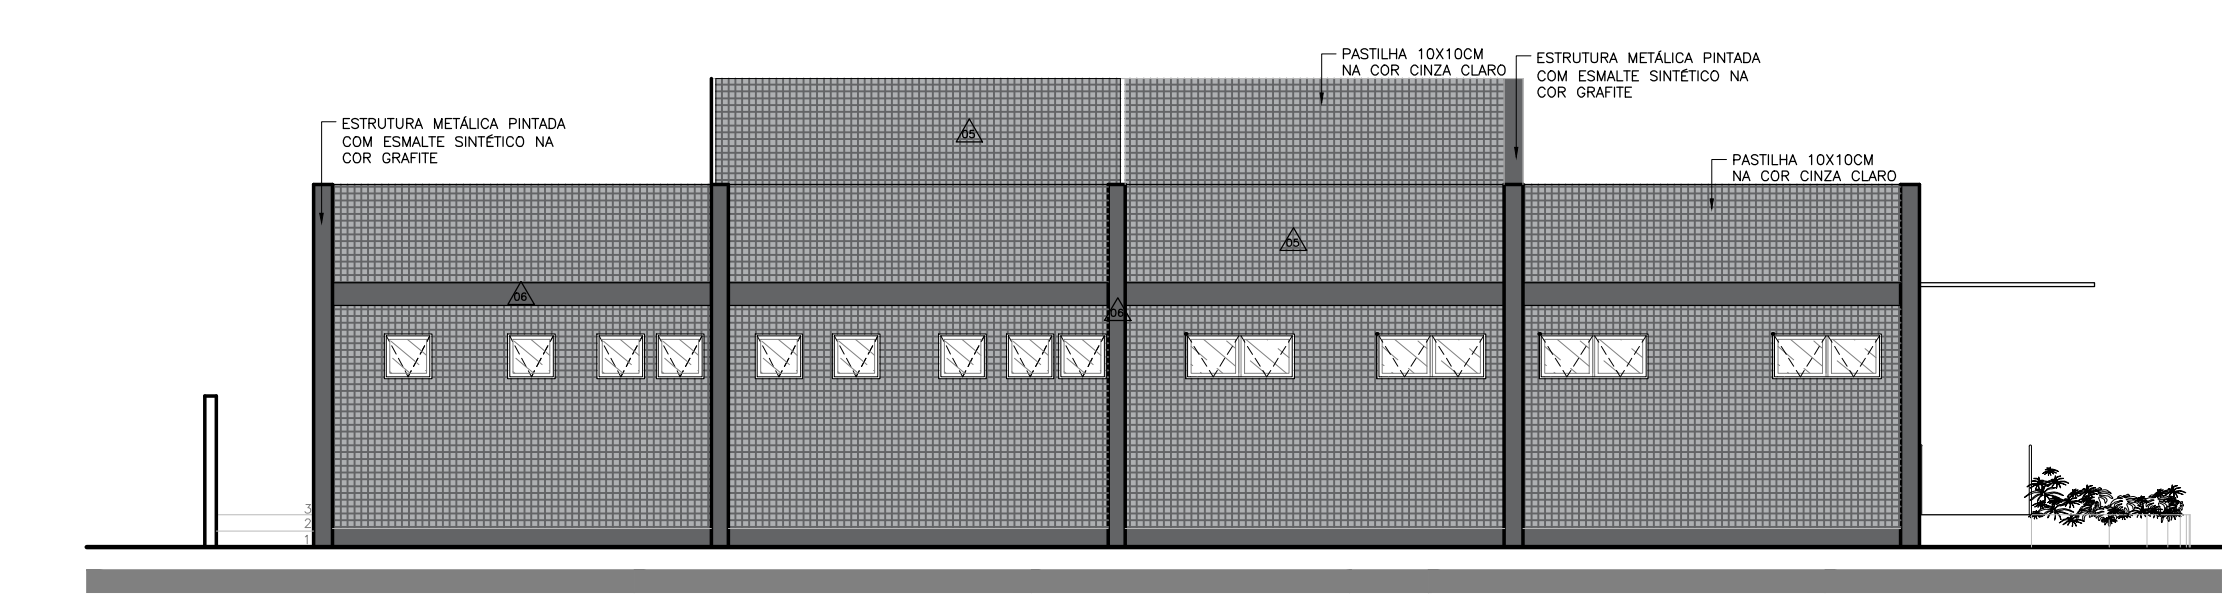 PASTILHA 10X10CM
NA COR CINZA CLARO
ESTRUTURA METÁLICA PINTADA
COM ESMALTE SINTÉTICO NA
COR GRAFITE
ESTRUTURA METÁLICA PINTADA
COM ESMALTE SINTÉTICO NA
COR GRAFITE
05
PASTILHA 10X10CM
NA COR CINZA CLARO
05
06
06
3
2
1